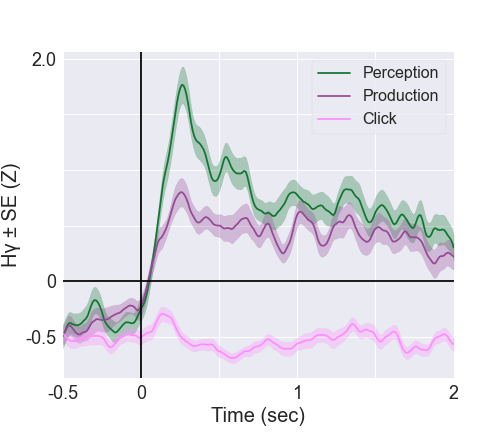 2.0
Perception
Production
Click
Hγ ± SE (Z)
0
-0.5
-0.5
0
1
2
Time (sec)